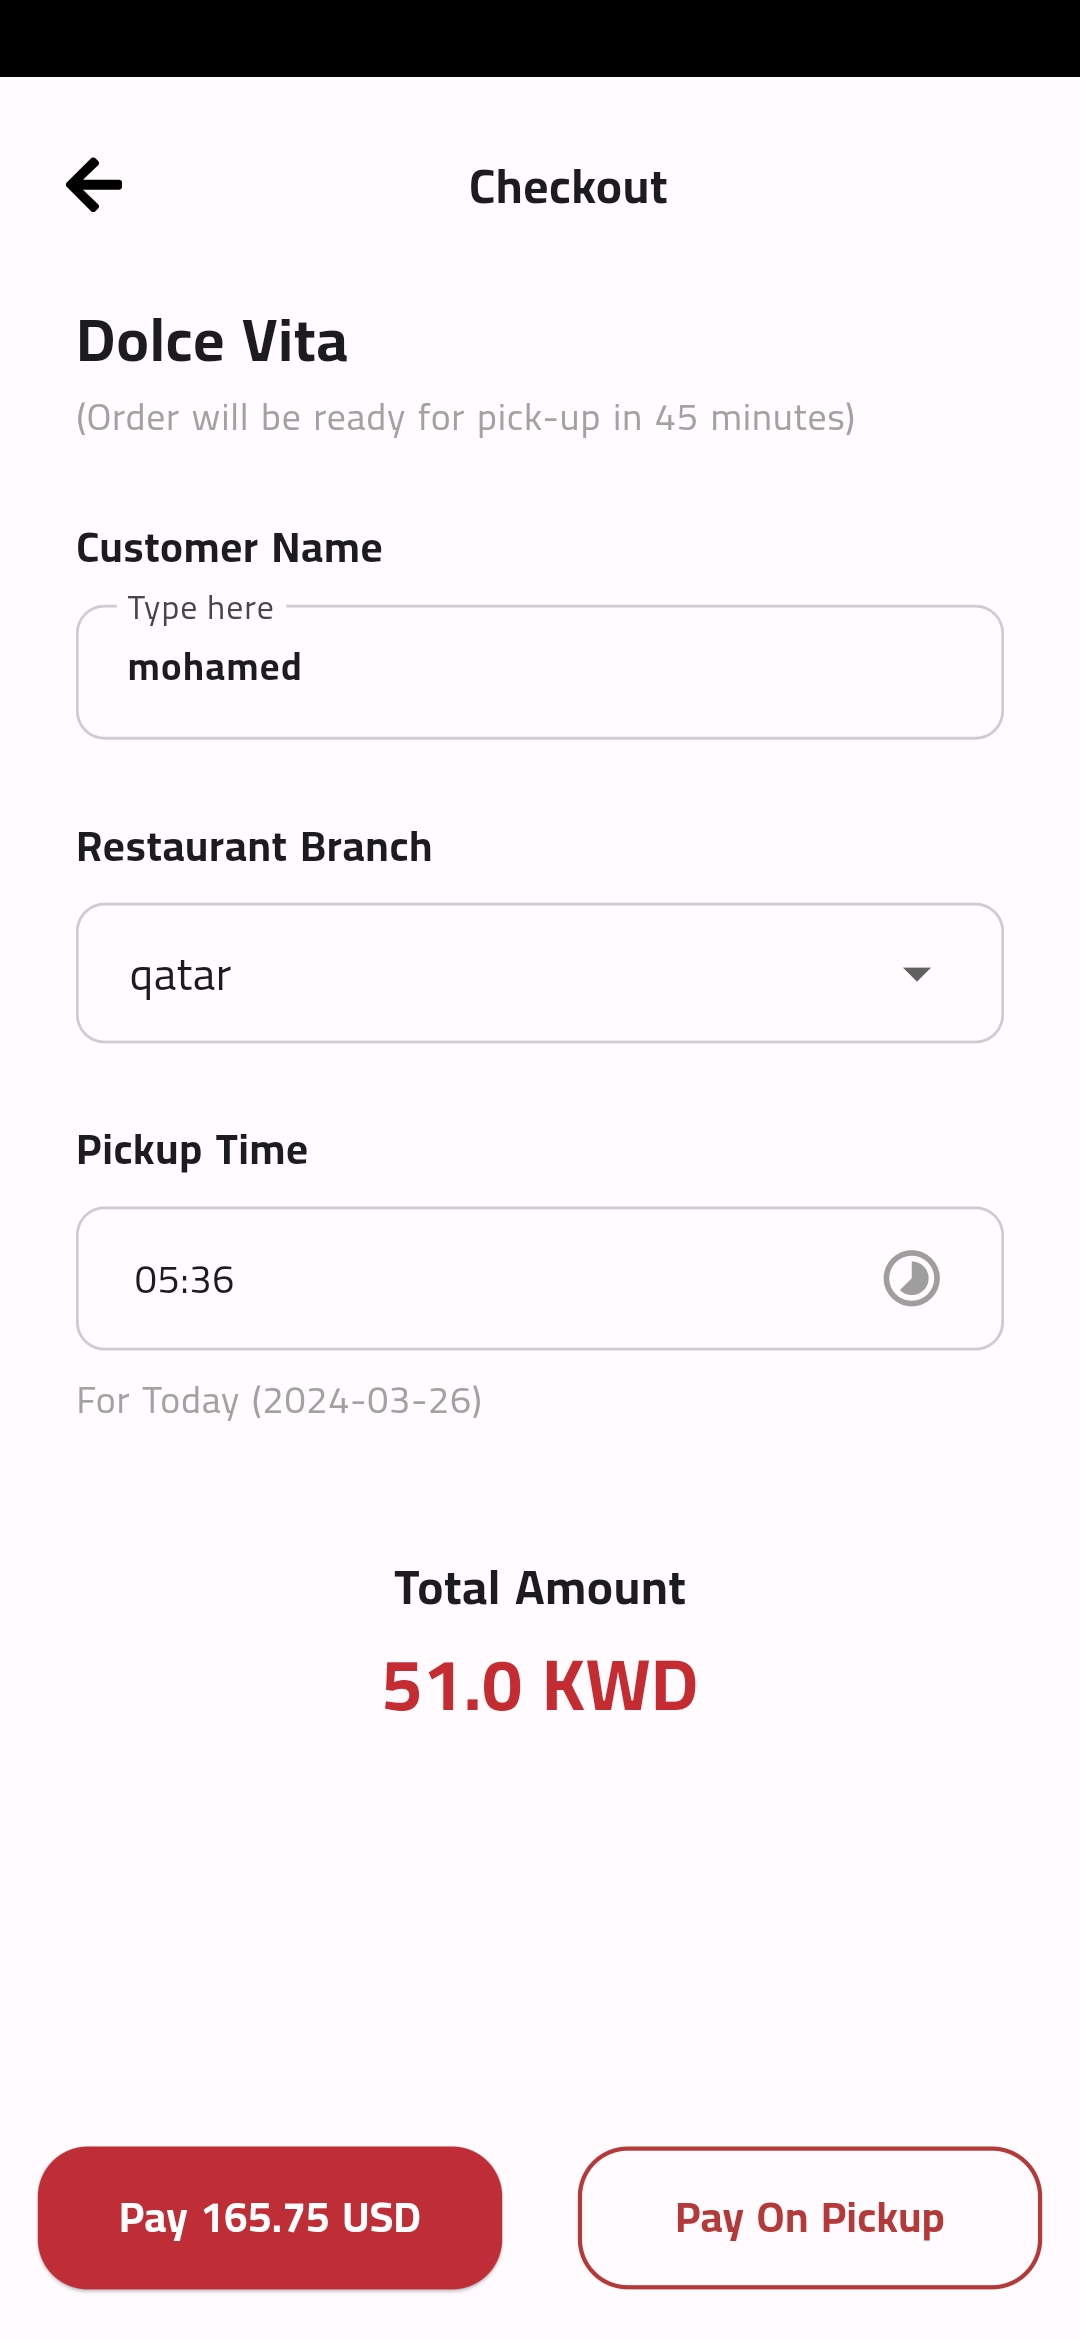 Checkout
Dolce Vita
(Order will be ready for pick-up in 45 minutes)
Customer Name
Type here
mohamed
Restaurant Branch
qatar
Pickup Time
05:36
For Today (2024-03-26)
Total Amount
51.0 KWD
Pay 165.75 USD
Pay On Pickup